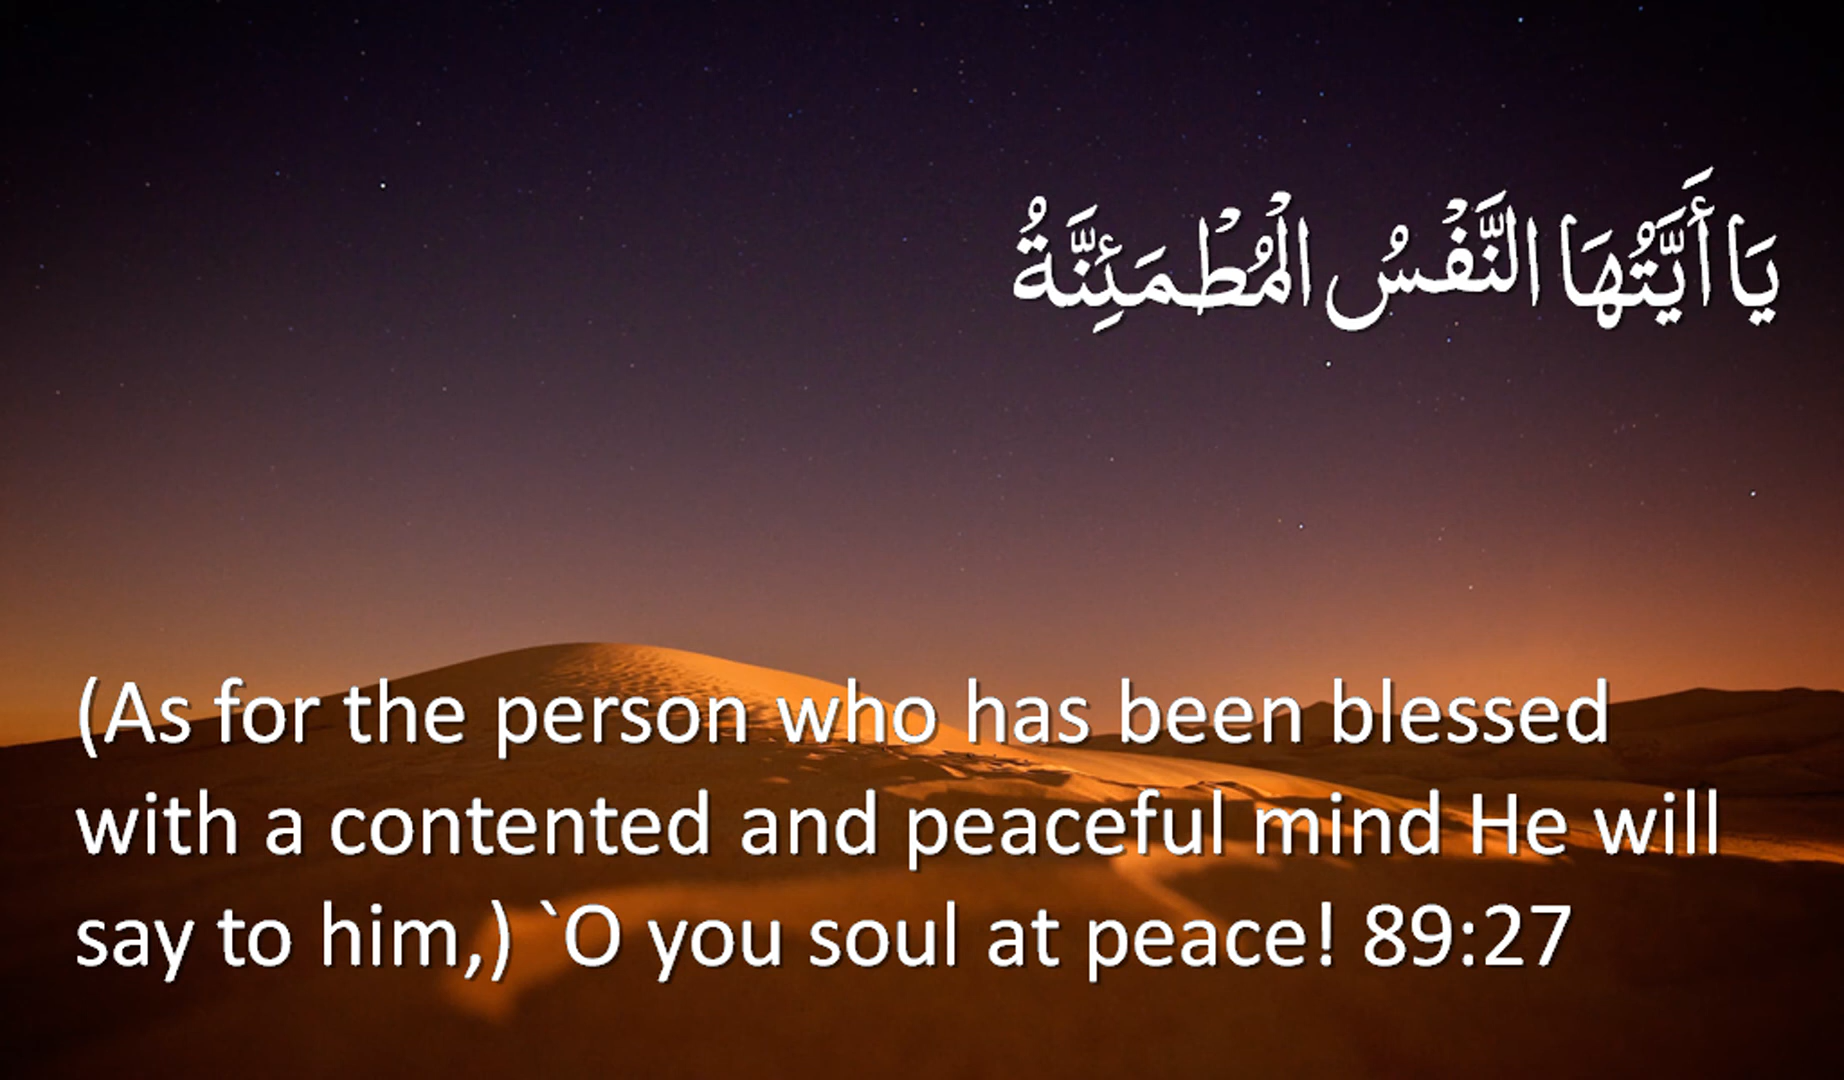 يَا أَيَّتُهَا النَّفْسُ الْمُطْمَئِنَّةُ
(As for the person who has been blessed
with a contented and peaceful mind He will
say to him,) `O you soul at peace! 89:27